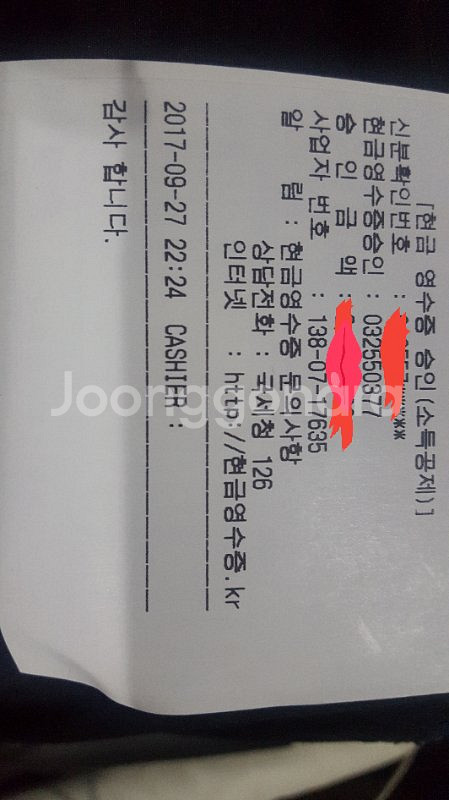 [현금 영수증 승인(소득공제)]
신분확인번호 :
현금영수증승인 : 032550317
승 인 금 액 :
사업자 번호 : 138-07-17635
알 림 : 현금영수증 문의사항
상담전화 : 국세청 126
인터넷 : http://현금영수증.kr
2017-09-27 22:24 CASHIER :
감사 합니다.
Joonggonara